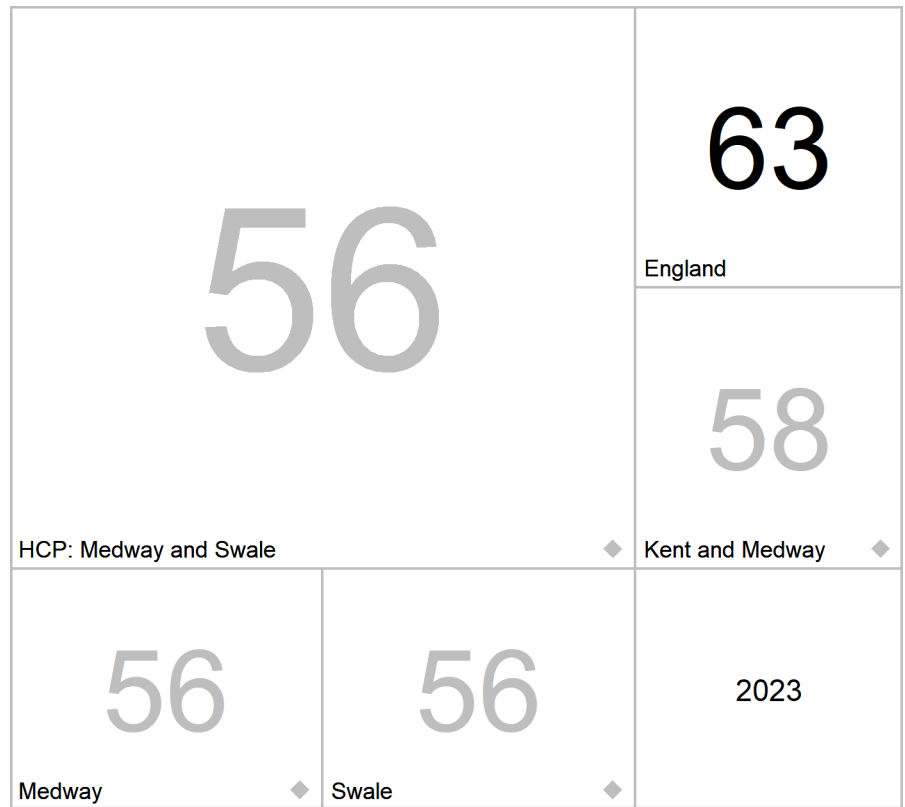 56
HCP: Medway and Swale
63
England
58
Kent and Medway
56
Medway
56
Swale
2023